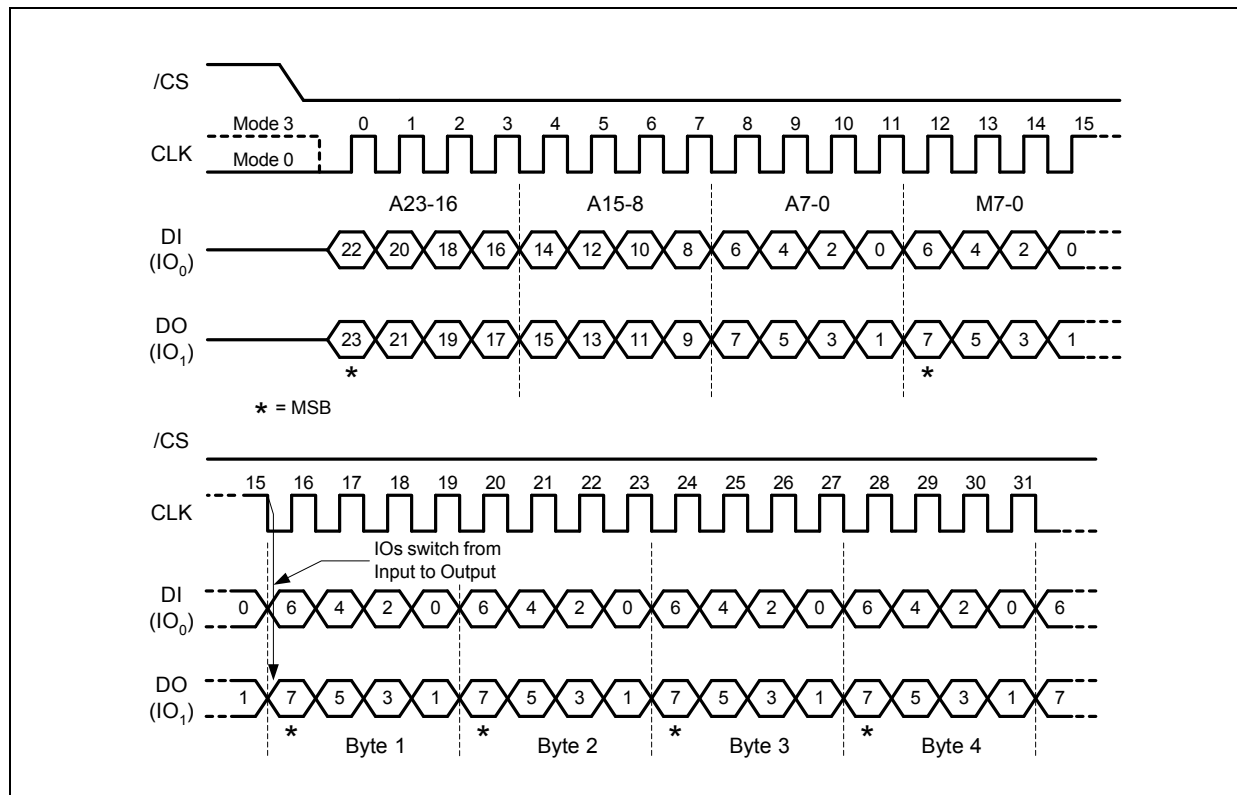 /CS
Mode 3 0 1 2 3 4 5 6 7 8 9 10 11 12 13 14 15
CLK
Mode 0
A23-16 A15-8 A7-0 M7-0
DI
(IO0) 22 20 18 16 14 12 10 8 6 4 2 0 6 4 2 0
DO
(IO1) 23 21 19 17 15 13 11 9 7 5 3 1 7 5 3 1
* *
* = MSB
/CS
15 16 17 18 19 20 21 22 23 24 25 26 27 28 29 30 31
CLK
IOs switch from
Input to Output
DI
(IO0) 0 6 4 2 0 6 4 2 0 6 4 2 0 6 4 2 0 6
DO
(IO1) 1 7 5 3 1 7 5 3 1 7 5 3 1 7 5 3 1 7
* * * *
Byte 1 Byte 2 Byte 3 Byte 4